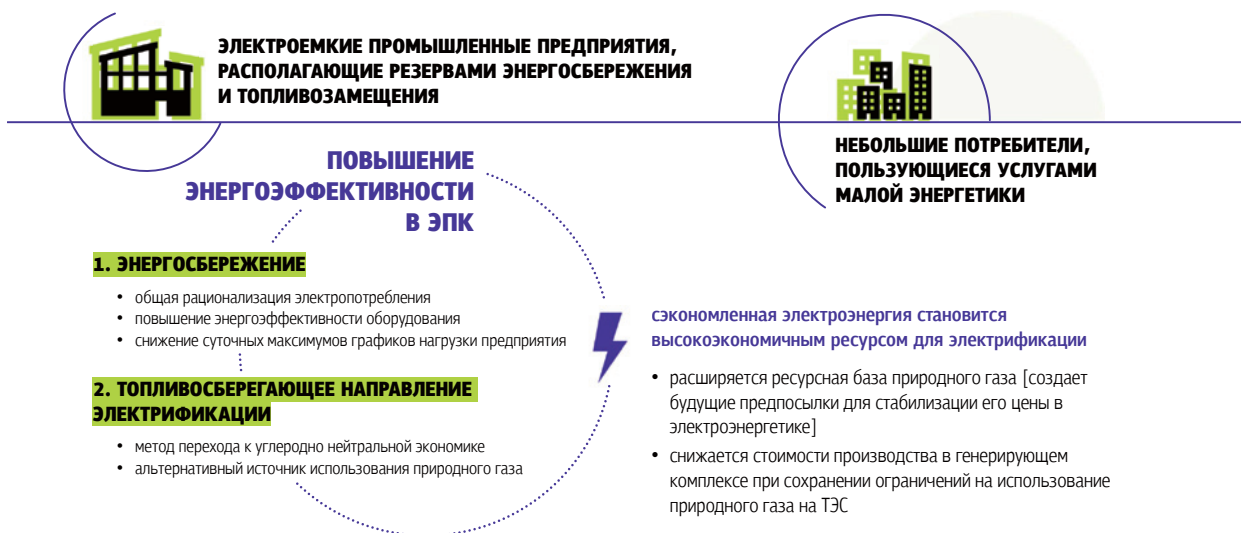 ЭЛЕКТРОЕМКИЕ ПРОМЫШЛЕННЫЕ ПРЕДПРИЯТИЯ,
РАСПОЛАГАЮЩИЕ РЕЗЕРВАМИ ЭНЕРГОСБЕРЕЖЕНИЯ
И ТОПЛИВОЗАМЕЩЕНИЯ
НЕБОЛЬШИЕ ПОТРЕБИТЕЛИ,
ПОЛЬЗУЮЩИЕСЯ УСЛУГАМИ
МАЛОЙ ЭНЕРГЕТИКИ
ПОВЫШЕНИЕ
ЭНЕРГОЭФФЕКТИВНОСТИ
В ЭПК
1. ЭНЕРГОСБЕРЕЖЕНИЕ
• общая рационализация электропотребления
• повышение энергоэффективности оборудования
• снижение суточных максимумов графиков нагрузки предприятия
2. ТОПЛИВОСБЕРЕГАЮЩЕЕ НАПРАВЛЕНИЕ
ЭЛЕКТРИФИКАЦИИ
• метод перехода к углеродно нейтральной экономике
• альтернативный источник использования природного газа
сэкономленная электроэнергия становится
высокоэкономичным ресурсом для электрификации
• расширяется ресурсная база природного газа [создает
будущие предпосылки для стабилизации его цены в
электроэнергетике]
• снижается стоимости производства в генерирующем
комплексе при сохранении ограничений на использование
природного газа на ТЭС